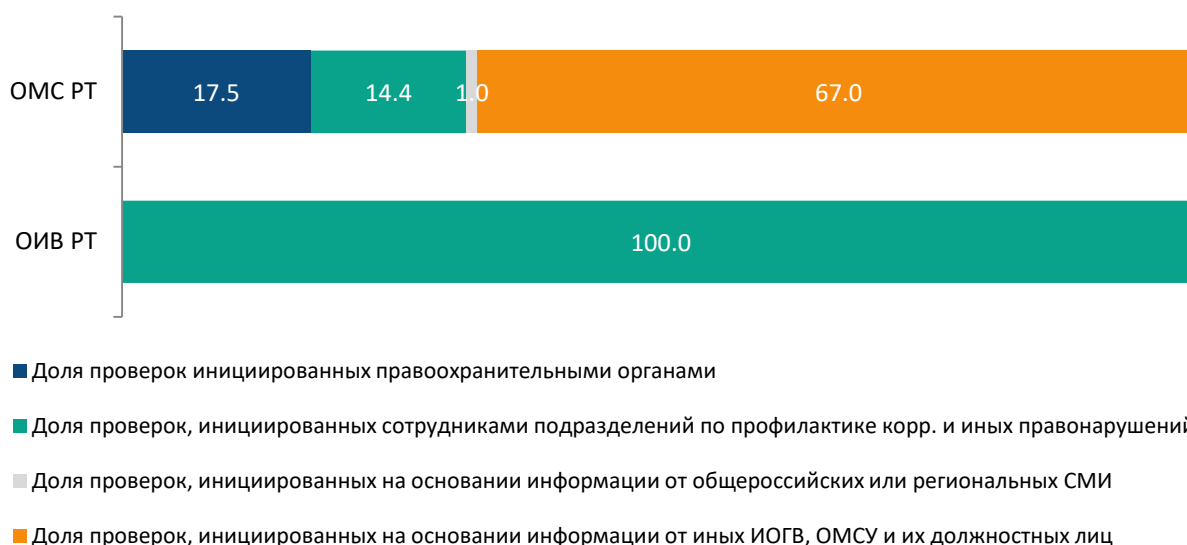 ОМС РТ 17.5 14.4 1.0 67.0
ОИВ РТ 100.0
Доля проверок инициированных правоохранительными органами
Доля проверок, инициированных сотрудниками подразделений по профилактике корр. и иных правонарушений
Доля проверок, инициированных на основании информации от общероссийских или региональных СМИ
Доля проверок, инициированных на основании информации от иных ИОГВ, ОМСУ и их должностных лиц